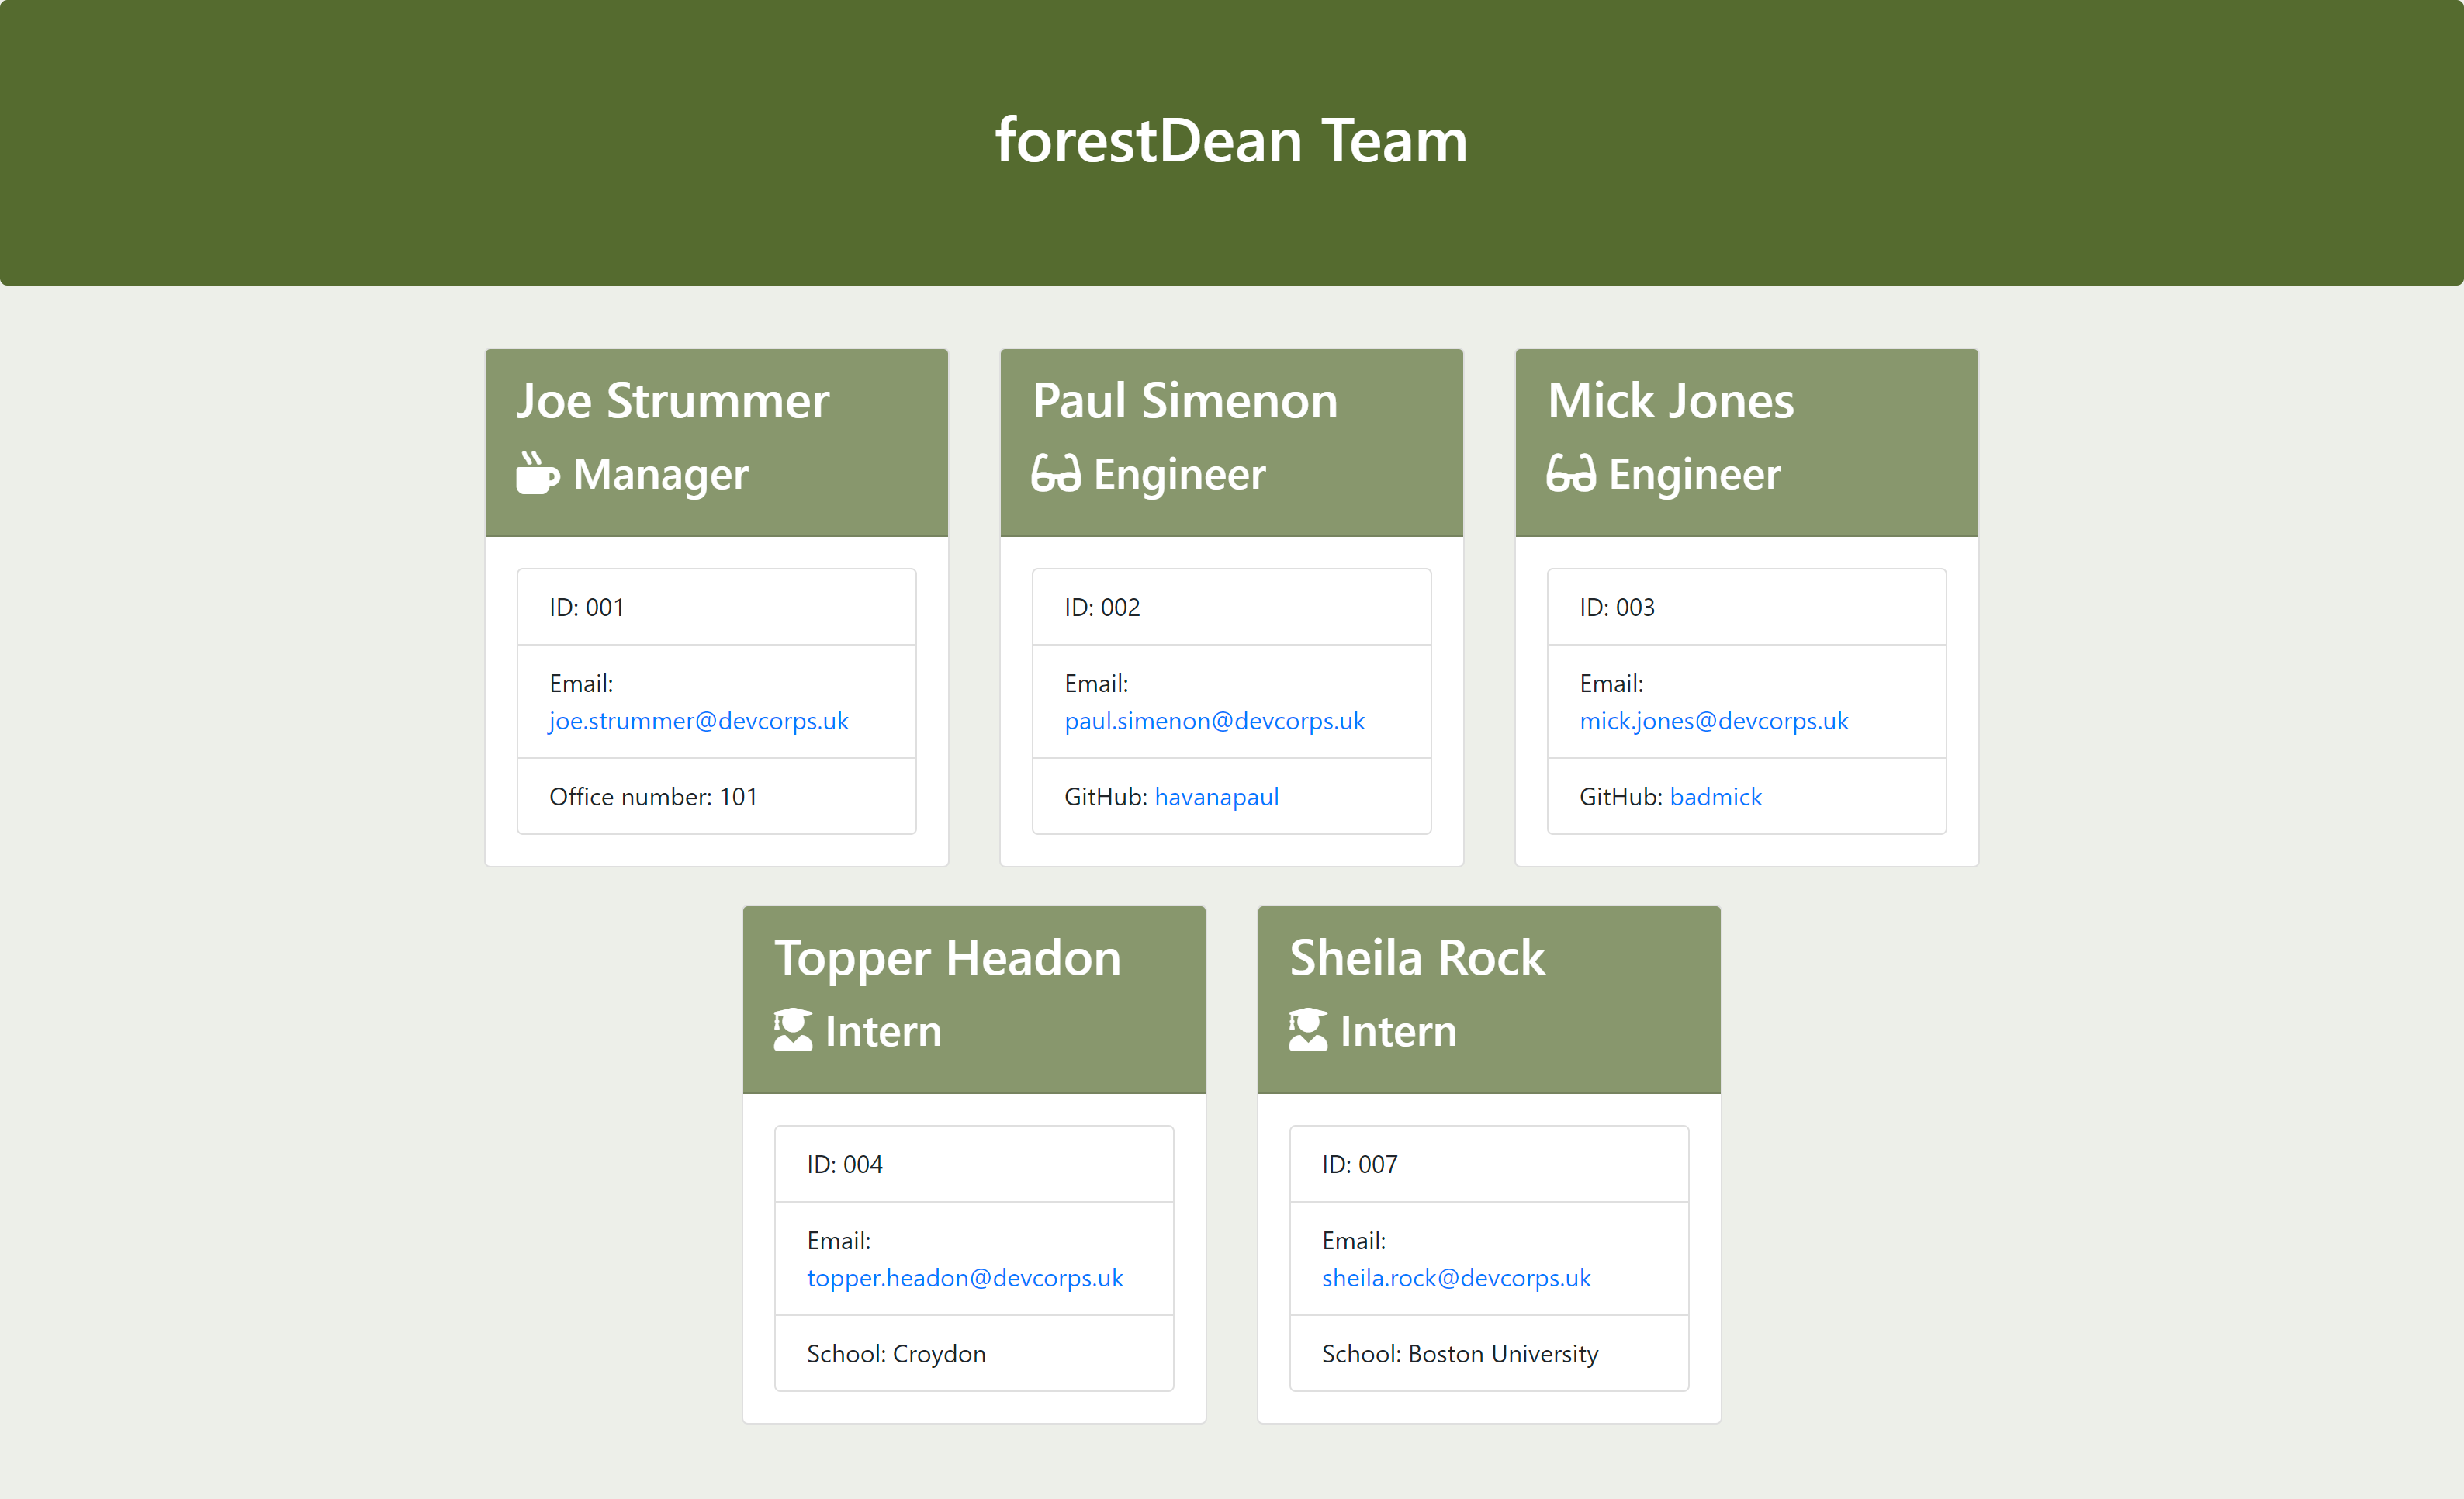 forestDean Team
Joe Strummer
Manager
ID: 001
Email:
joe.strummer@devcorps.uk
Office number: 101
Paul Simenon
Engineer
ID: 002
Email:
paul.simenon@devcorps.uk
GitHub: havanapaul
Mick Jones
Engineer
ID: 003
Email:
mick.jones@devcorps.uk
GitHub: badmick
Topper Headon
Intern
ID: 004
Email:
topper.headon@devcorps.uk
School: Croydon
Sheila Rock
Intern
ID: 007
Email:
sheila.rock@devcorps.uk
School: Boston University